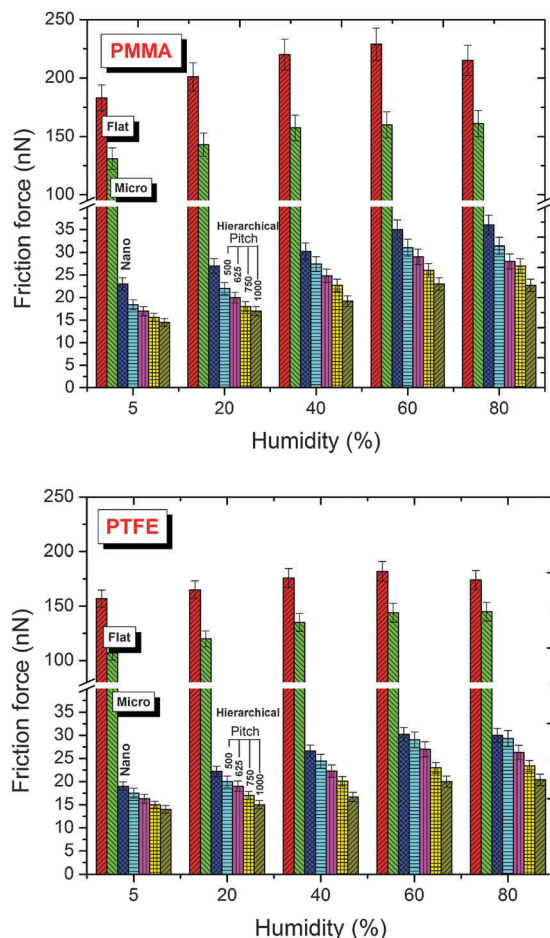 250
PMMA
200
Flat
150
Micro
100
Friction force (nN)
35
30
25
20
15
10
5
0
Nano
Hierarchical
Pitch
500
625
750
1000
5 20 40 60 80
Humidity (%)
250
PTFE
200
150
Flat
100
Micro
Friction force (nN)
35
30
25
20
15
10
5
0
Nano
Hierarchical
Pitch
500
625
750
1000
5 20 40 60 80
Humidity (%)